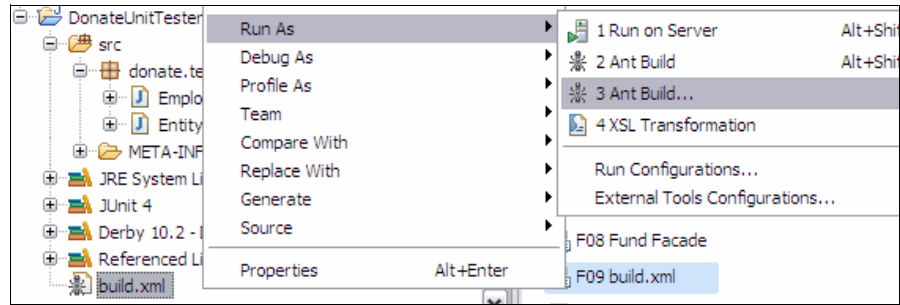 DonateUnitTester
src
donate.te
Emplo
Entity
META-INF
JRE System Li
JUnit 4
Derby 10.2 -
Referenced Li
build.xml
Run As
Debug As
Profile As
Team
Compare With
Replace With
Generate
Source
Properties Alt+Enter
1 Run on Server Alt+Shif
2 Ant Build Alt+Shif
3 Ant Build...
4 XSL Transformation
Run Configurations...
External Tools Configurations...
F08 Fund Facade
F09 build.xml